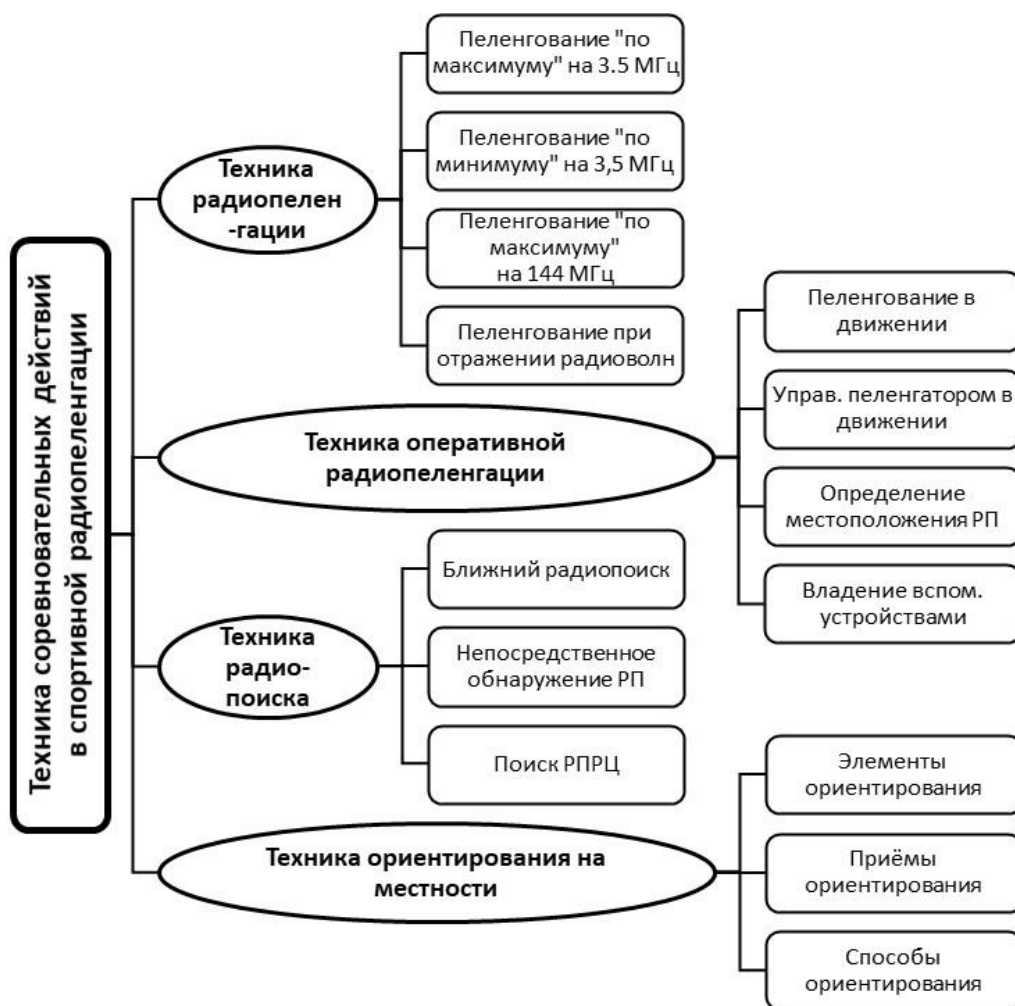 Техника соревновательных действий
в спортивной радиопеленгации
Техника
радиопелен
-гации
Пеленгование "по
максимуму" на 3.5 МГц
Пеленгование "по
минимуму" на 3,5 МГц
Пеленгование "по
максимуму"
на 144 МГц
Пеленгование при
отражении радиоволн
Техника оперативной
радиопеленгации
Пеленгование в
движении
Управ. пеленгатором в
движении
Определение
местоположения РП
Владение вспом.
устройствами
Техника
радио-
поиска
Ближний радиопоиск
Непосредственное
обнаружение РП
Поиск РПРЦ
Техника ориентирования на
местности
Элементы
ориентирования
Приёмы
ориентирования
Способы
ориентирования